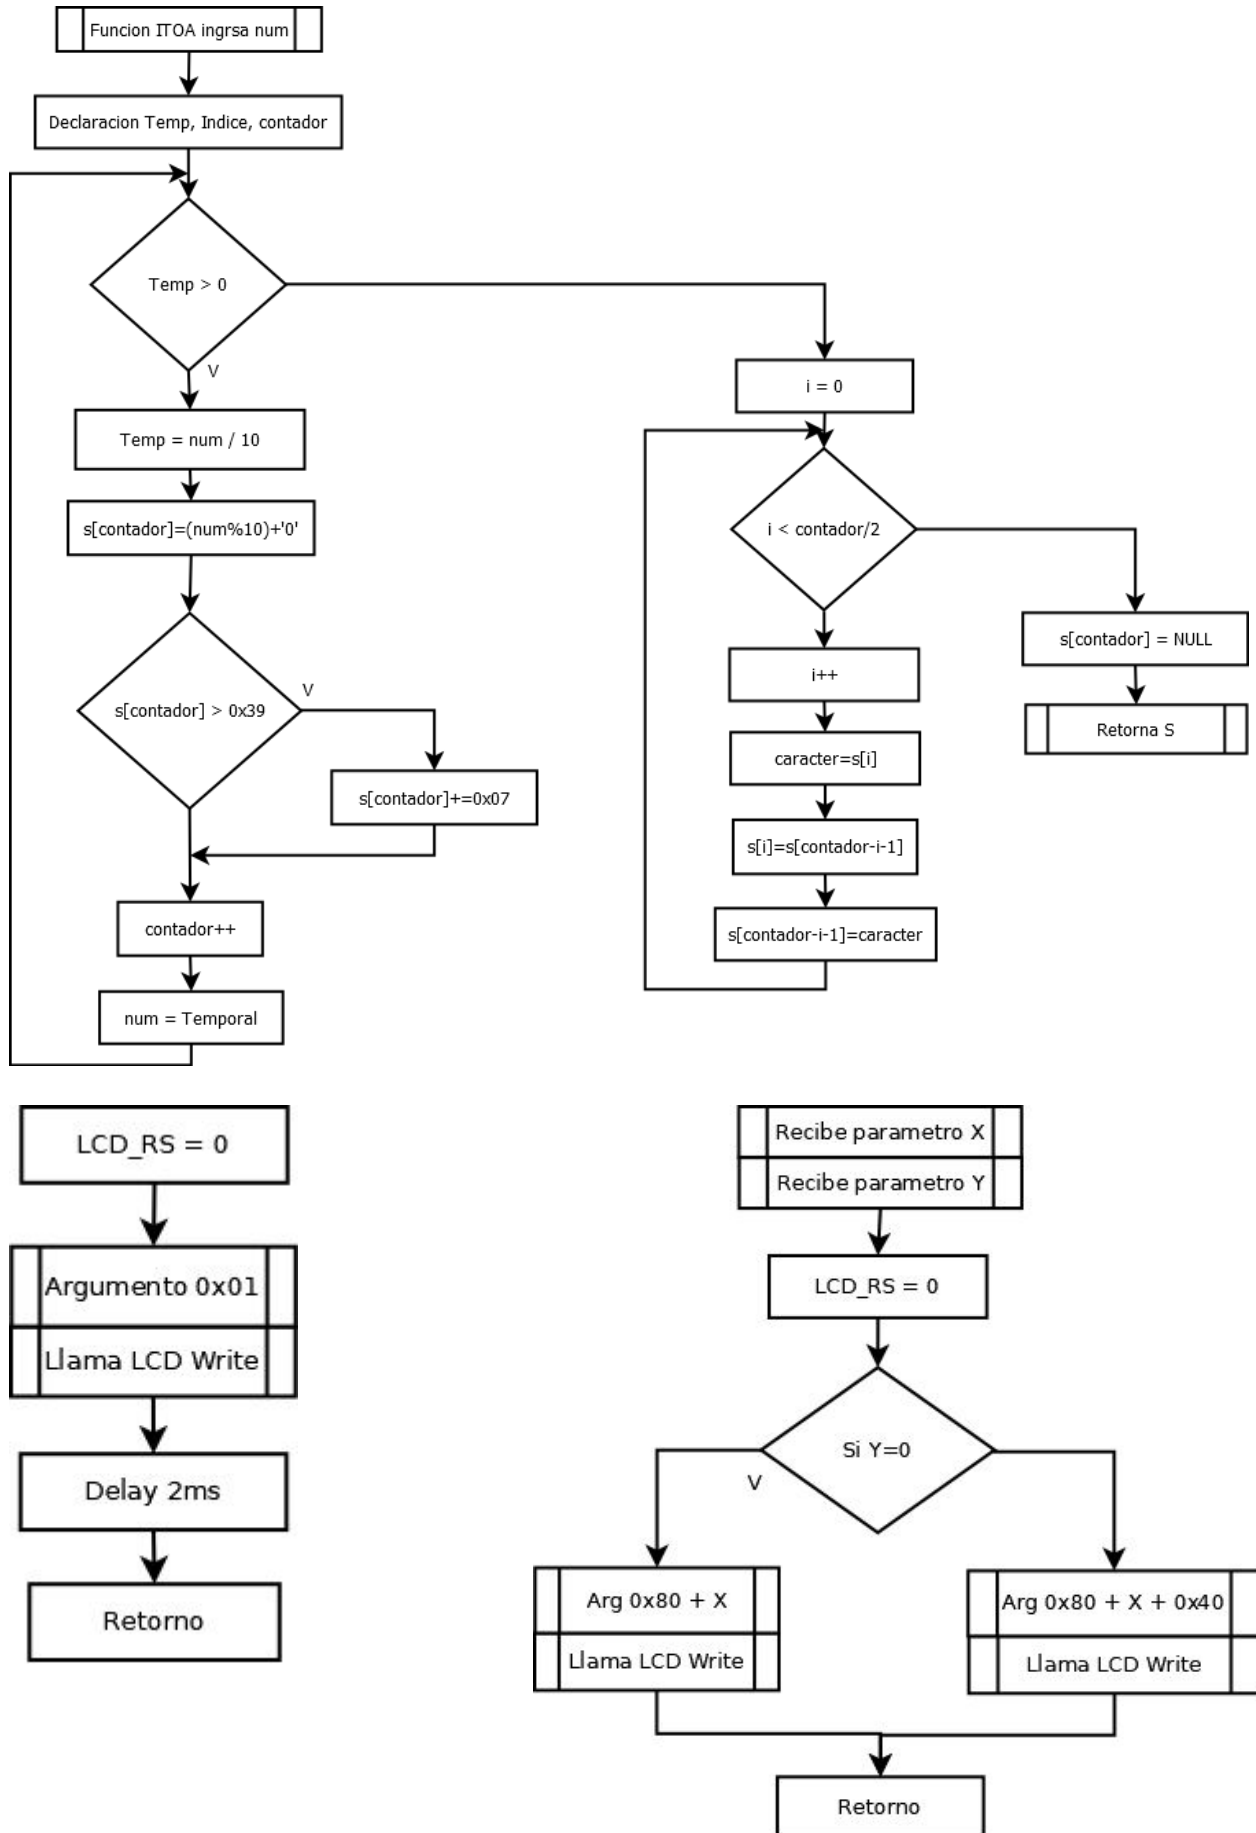 Funcion ITOA ingrsa num
Declaracion Temp, Indice, contador
Temp > 0
V
Temp = num / 10
s[contador]=(num%10)+'0'
s[contador] > 0x39
V
s[contador]+=0x07
contador++
num = Temporal
i = 0
i < contador/2
i++
caracter=s[i]
s[i]=s[contador-i-1]
s[contador-i-1]=caracter
s[contador] = NULL
Retorna S
LCD_RS = 0
Argumento 0x01
Llama LCD Write
Delay 2ms
Retorno
Recibe parametro X
Recibe parametro Y
LCD_RS = 0
Si Y=0
V
Arg 0x80 + X
Llama LCD Write
Arg 0x80 + X + 0x40
Llama LCD Write
Retorno